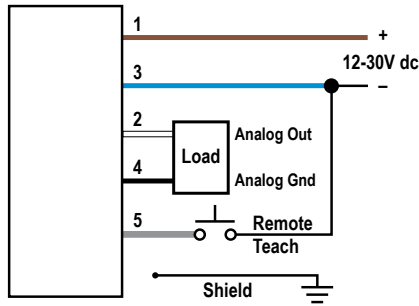 1
+
12-30V dc
3
–
2
Analog Out
Load
4
Analog Gnd
5
Remote
Teach
Shield